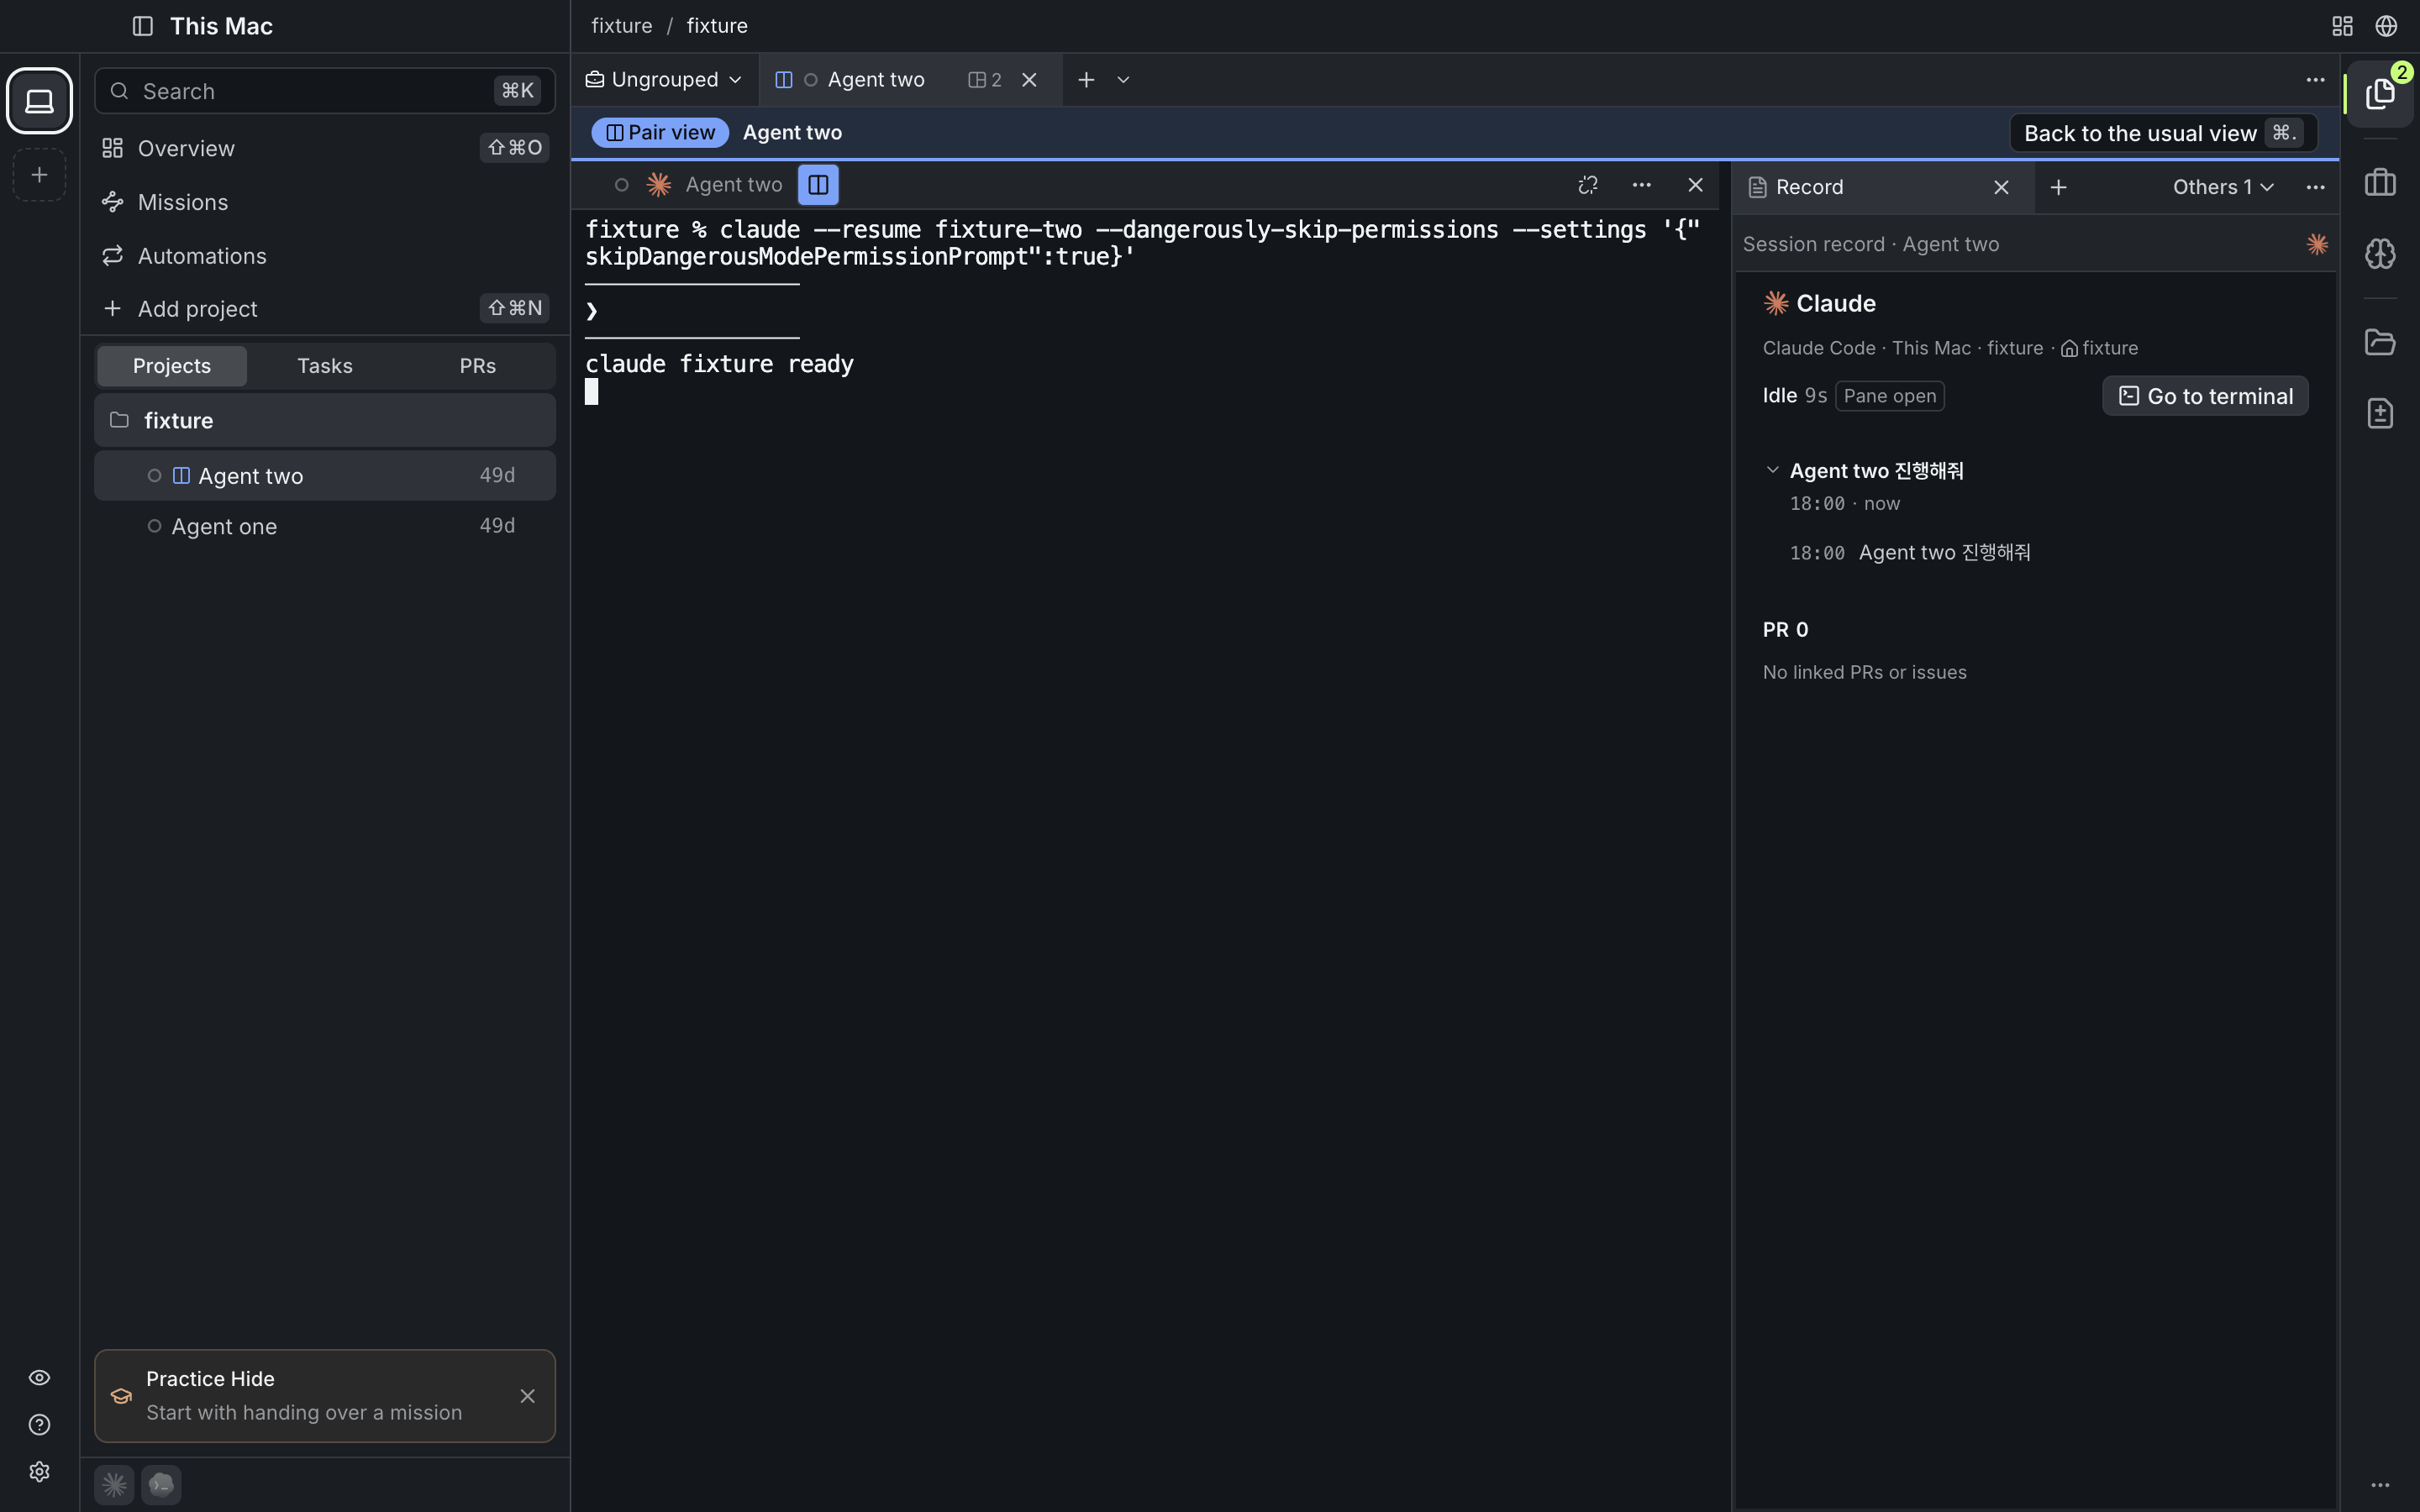 This Mac
fixture / fixture
Search ⌘K
Overview ⇧⌘O
Missions
Automations
Add project ⇧⌘N
Projects Tasks PRs
fixture
Agent two 49d
Agent one 49d
Practice Hide
Start with handing over a mission
Ungrouped
Agent two 2
Pair view Agent two
Back to the usual view ⌘.
Agent two
fixture % claude --resume fixture-two --dangerously-skip-permissions --settings '{"
skipDangerousModePermissionPrompt":true}'
❯
claude fixture ready
Record
Others 1
Session record · Agent two
Claude
Claude Code · This Mac · fixture · fixture
Idle 9s Pane open
Go to terminal
Agent two 진행해줘
18:00 · now
18:00 Agent two 진행해줘
PR 0
No linked PRs or issues
2